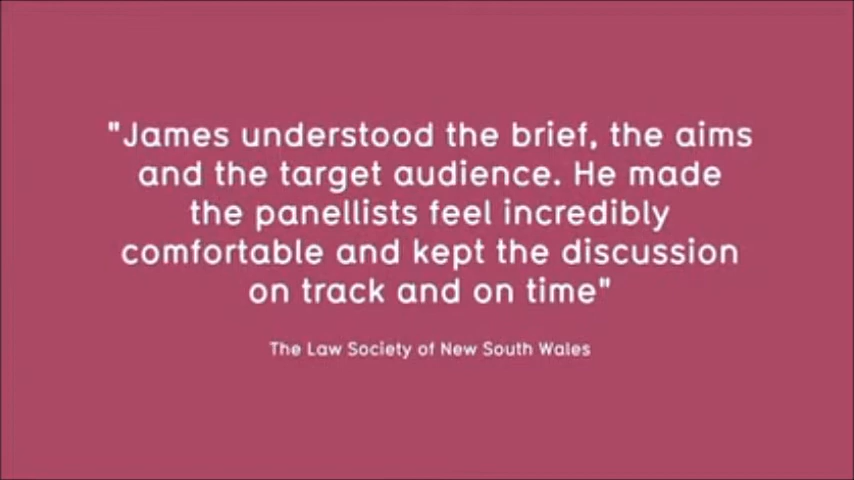 "James understood the brief, the aims
and the target audience. He made
the panellists feel incredibly
comfortable and kept the discussion
on track and on time"
The Law Society of New South Wales